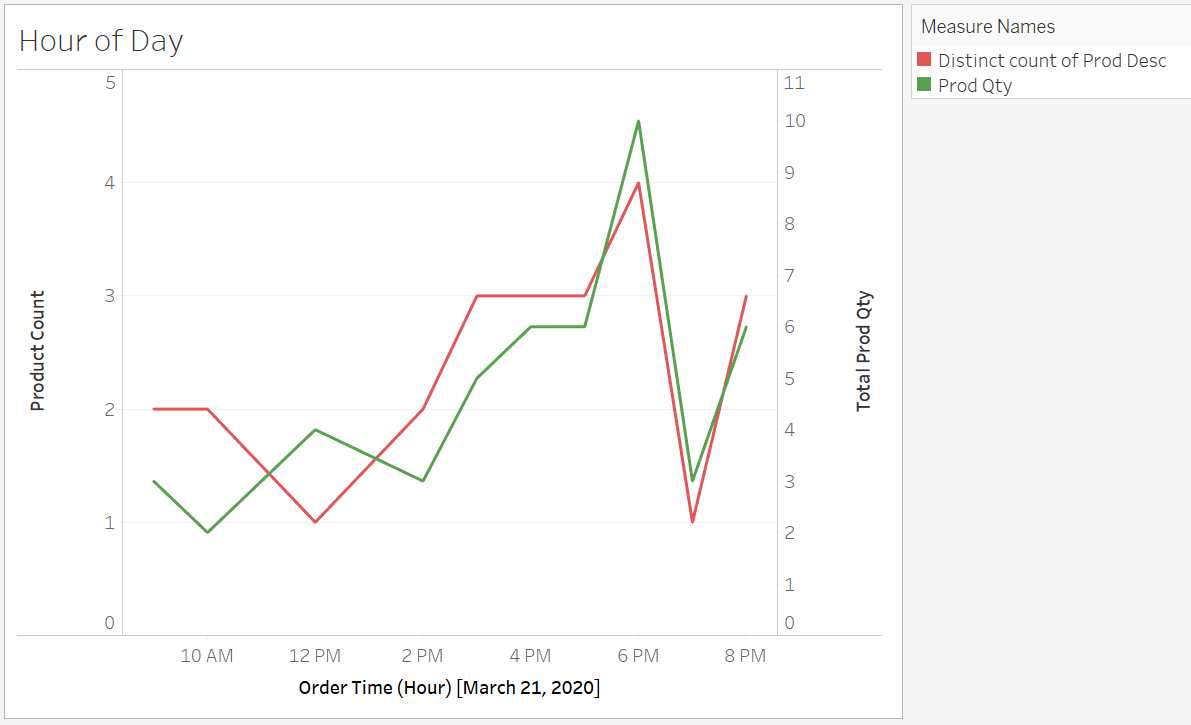 Hour of Day
Measure Names
Distinct count of Prod Desc
Prod Qty
Product Count
5
4
3
2
1
0
11
10
9
8
7
6
5
4
3
2
1
0
Total Prod Qty
10 AM 12 PM 2 PM 4 PM 6 PM 8 PM
Order Time (Hour) [March 21, 2020]